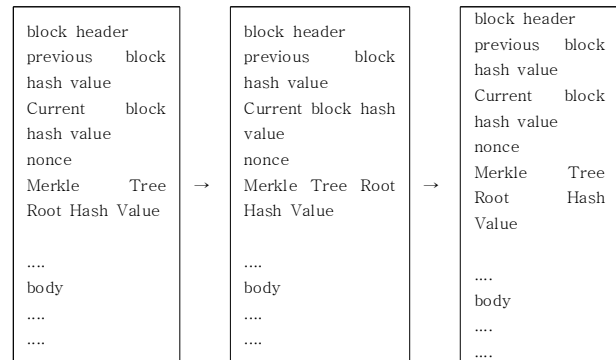 block header
previous block
hash value
Current block
hash value
nonce
Merkle Tree
Root Hash Value
....
body
....
....
→
block header
previous block
hash value
Current block hash
value
nonce
Merkle Tree Root
Hash Value
....
body
....
....
→
block header
previous block
hash value
Current block
hash value
nonce
Merkle Tree
Root Hash
Value
....
body
....
....